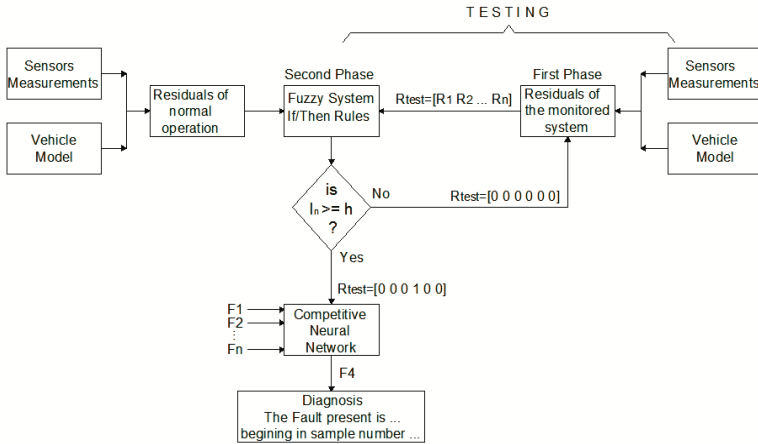 T E S T I N G
Sensors
Measurements
Vehicle
Model
Residuals of
normal
operation
Second Phase
Fuzzy System
If/Then Rules
Rtest=[R1 R2 ... Rn]
First Phase
Residuals of
the monitored
system
Sensors
Measurements
Vehicle
Model
is
In >= h
?
No
Rtest=[0 0 0 0 0 0]
Yes
Rtest=[0 0 0 1 0 0]
F1
F2
⋮
Fn
Competitive
Neural
Network
F4
Diagnosis
The Fault present is ...
begining in sample number ...